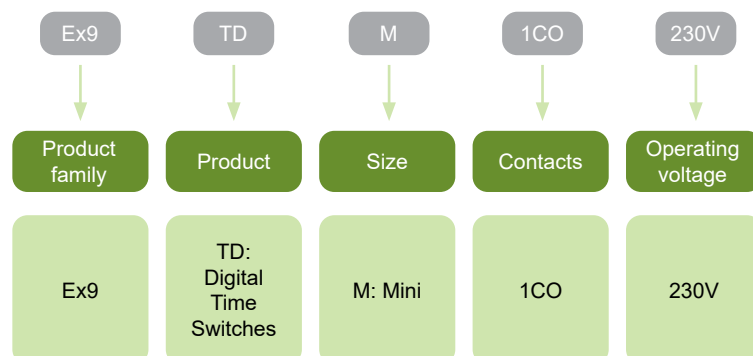 Ex9 TD M 1CO 230V
Product family
Product
Size
Contacts
Operating voltage
Ex9
TD:
Digital
Time
Switches
M: Mini
1CO
230V